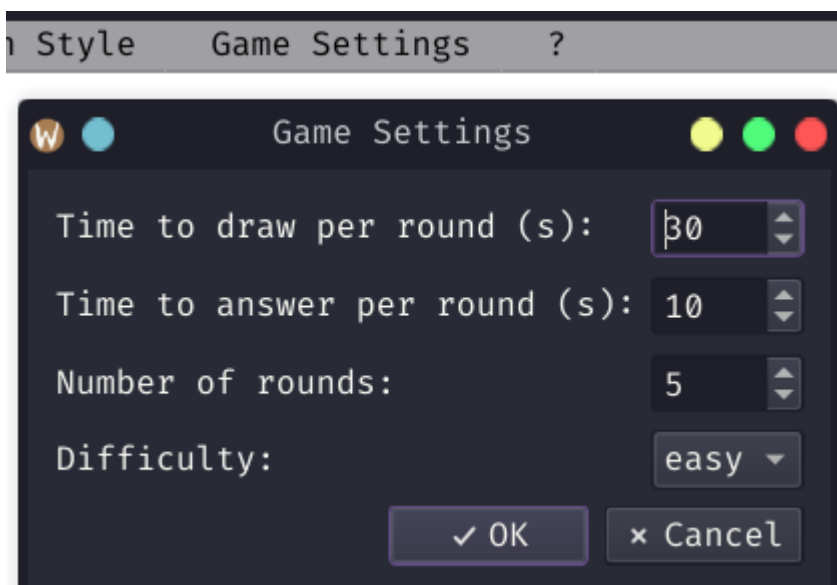 n Style Game Settings ?
W Game Settings
Time to draw per round (s): 30
Time to answer per round (s): 10
Number of rounds: 5
Difficulty: easy
OK Cancel